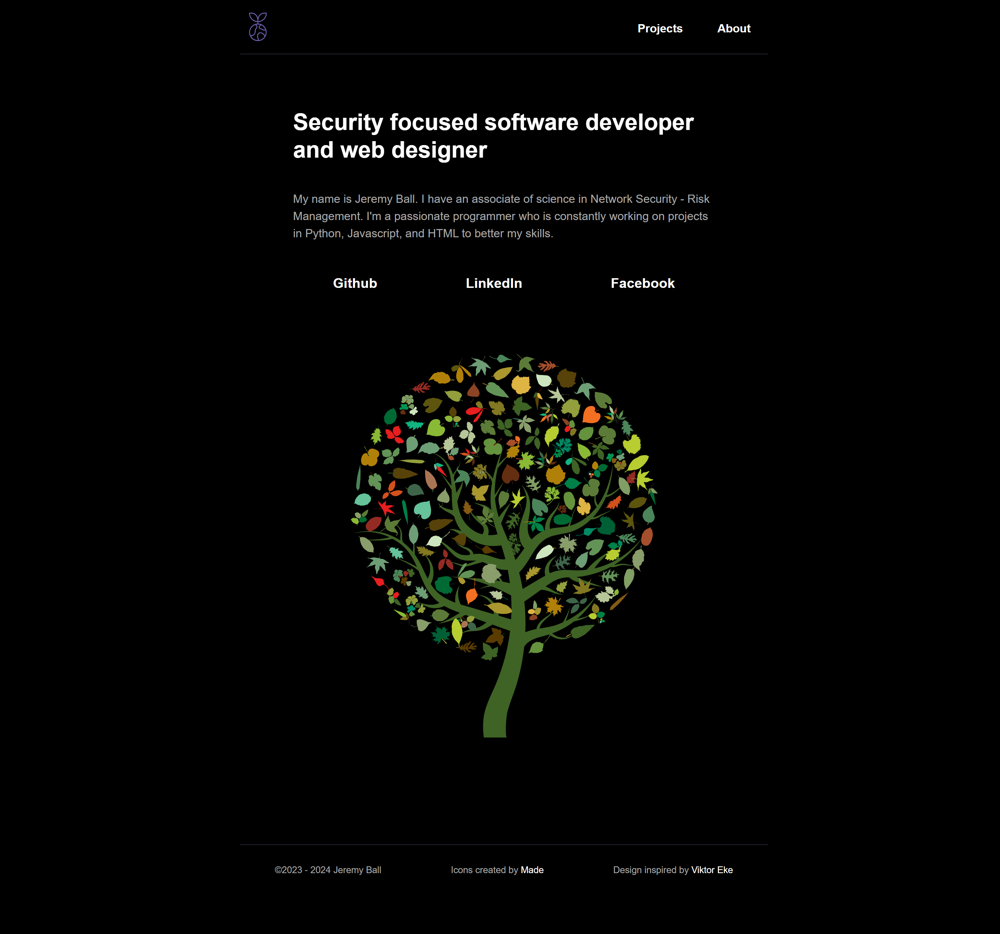 Projects About
Security focused software developer
and web designer
My name is Jeremy Ball. I have an associate of science in Network Security - Risk
Management. I'm a passionate programmer who is constantly working on projects
in Python, Javascript, and HTML to better my skills.
Github LinkedIn Facebook
©2023 - 2024 Jeremy Ball Icons created by Made Design inspired by Viktor Eke